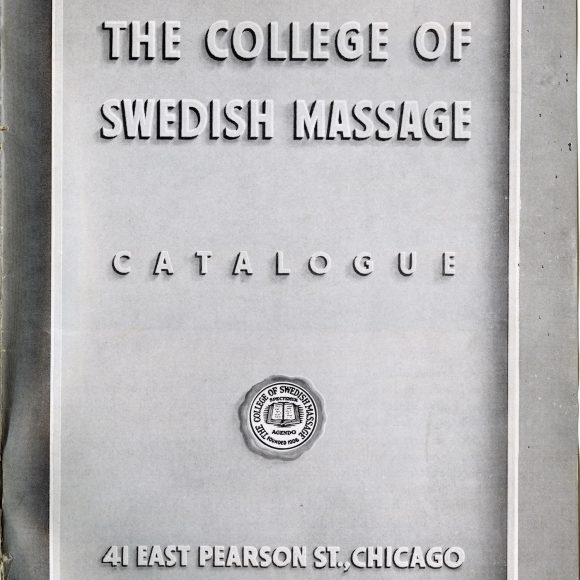 THE COLLEGE OF
SWEDISH MASSAGE
CATALOGUE
THE COLLEGE OF SWEDISH MASSAGE
SPECEMUR
AGENDO
FOUNDED 1906
41 EAST PEARSON ST., CHICAGO